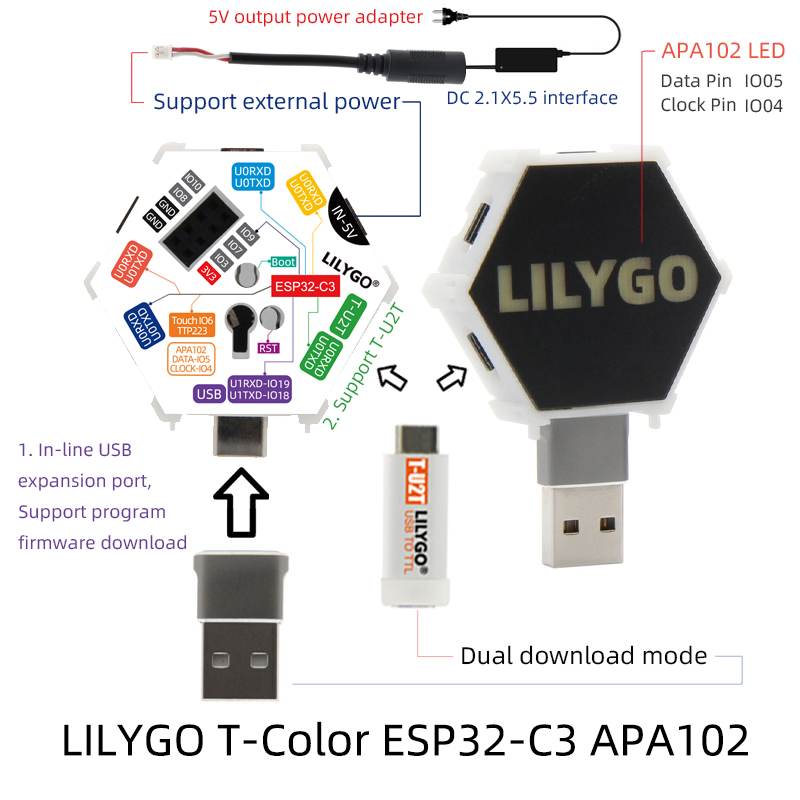 5V output power adapter
APA102 LED
Data Pin IO05
Clock Pin IO04
Support external power
DC 2.1X5.5 interface
U0RXD
U0TXD
U0RXD
U0TXD
IO10
IO8
GND
GND
IN-5V
IO9
IO7
IO3
3V3
U0RXD
U0TXD
Boot
LILYGO®
ESP32-C3
U0TXD
U0RXD
Touch IO6
TTP223
RST
T-U2T
U0RXD
U0TXD
APA102
DATA-IO5
CLOCK-IO4
USB
U1RXD-IO19
U1TXD-IO18
2. Support T-U2T
LILYGO
1. In-line USB
expansion port,
Support program
firmware download
T-U2T LILYGO®
USB TO TTL
Dual download mode
LILYGO T-Color ESP32-C3 APA102